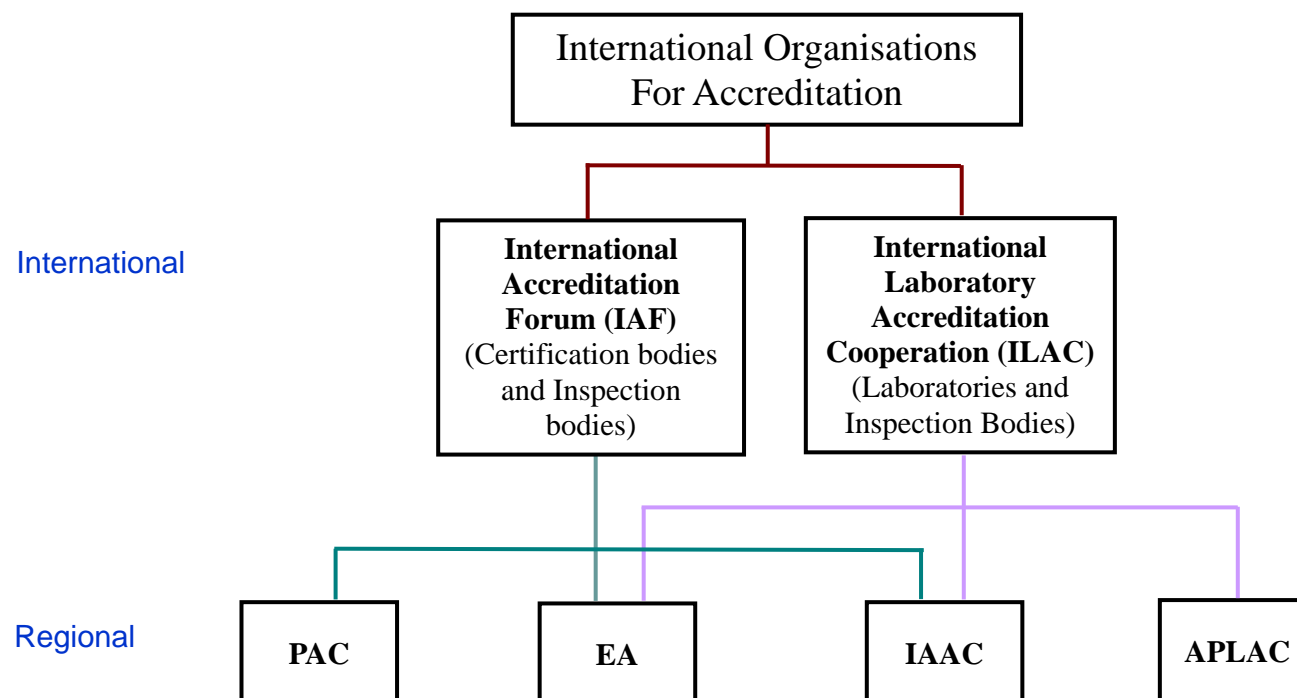 International Organisations
For Accreditation
International
International
Accreditation
Forum (IAF)
(Certification bodies
and Inspection
bodies)
International
Laboratory
Accreditation
Cooperation (ILAC)
(Laboratories and
Inspection Bodies)
Regional
PAC
EA
IAAC
APLAC